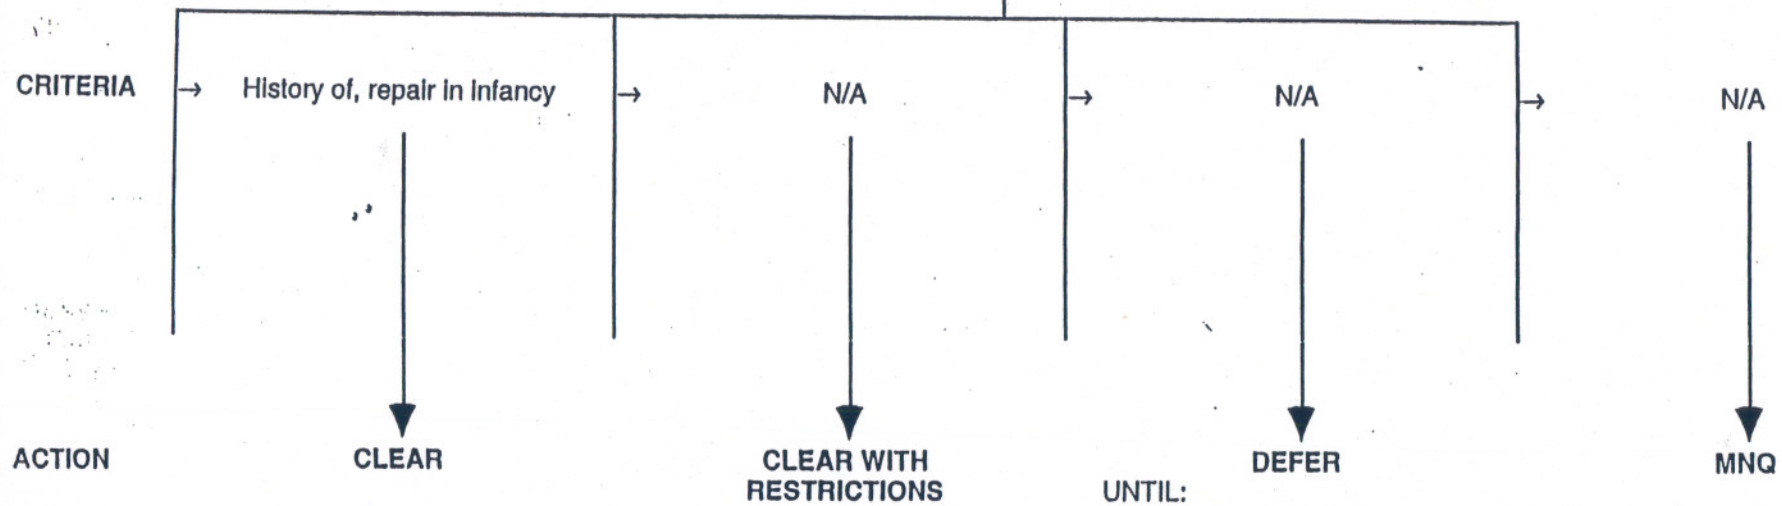 CRITERIA → History of, repair in infancy → N/A → N/A → N/A
ACTION CLEAR CLEAR WITH DEFER MNQ
RESTRICTIONS UNTIL: